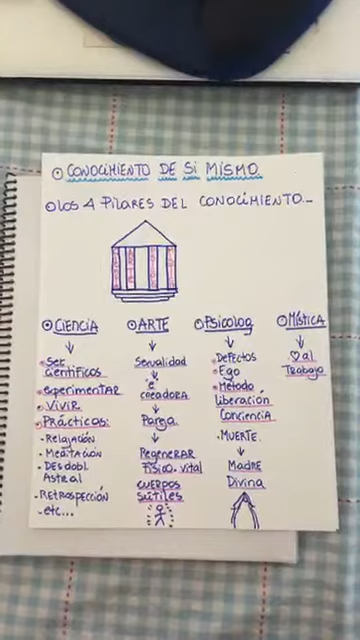 CONOCIMIENTO DE SI MISMO
LOS 4 PILARES DEL CONOCIMIENTO...
CIENCIA
Ser
científicos
experimentar
VIVIR
PRÁCTICOS:
- Relajación
- Meditación
- Desdobl.
Astral
- Retrospección
- etc...
ARTE
Sexualidad
e
creadora
Pareja
Regenerar
Físico. vital
cuerpos
sutiles
Psicolog
Defectos
Ego
Método
liberación
Conciencia
MUERTE.
Madre
Divina
Mística
♡ al
Trabajo